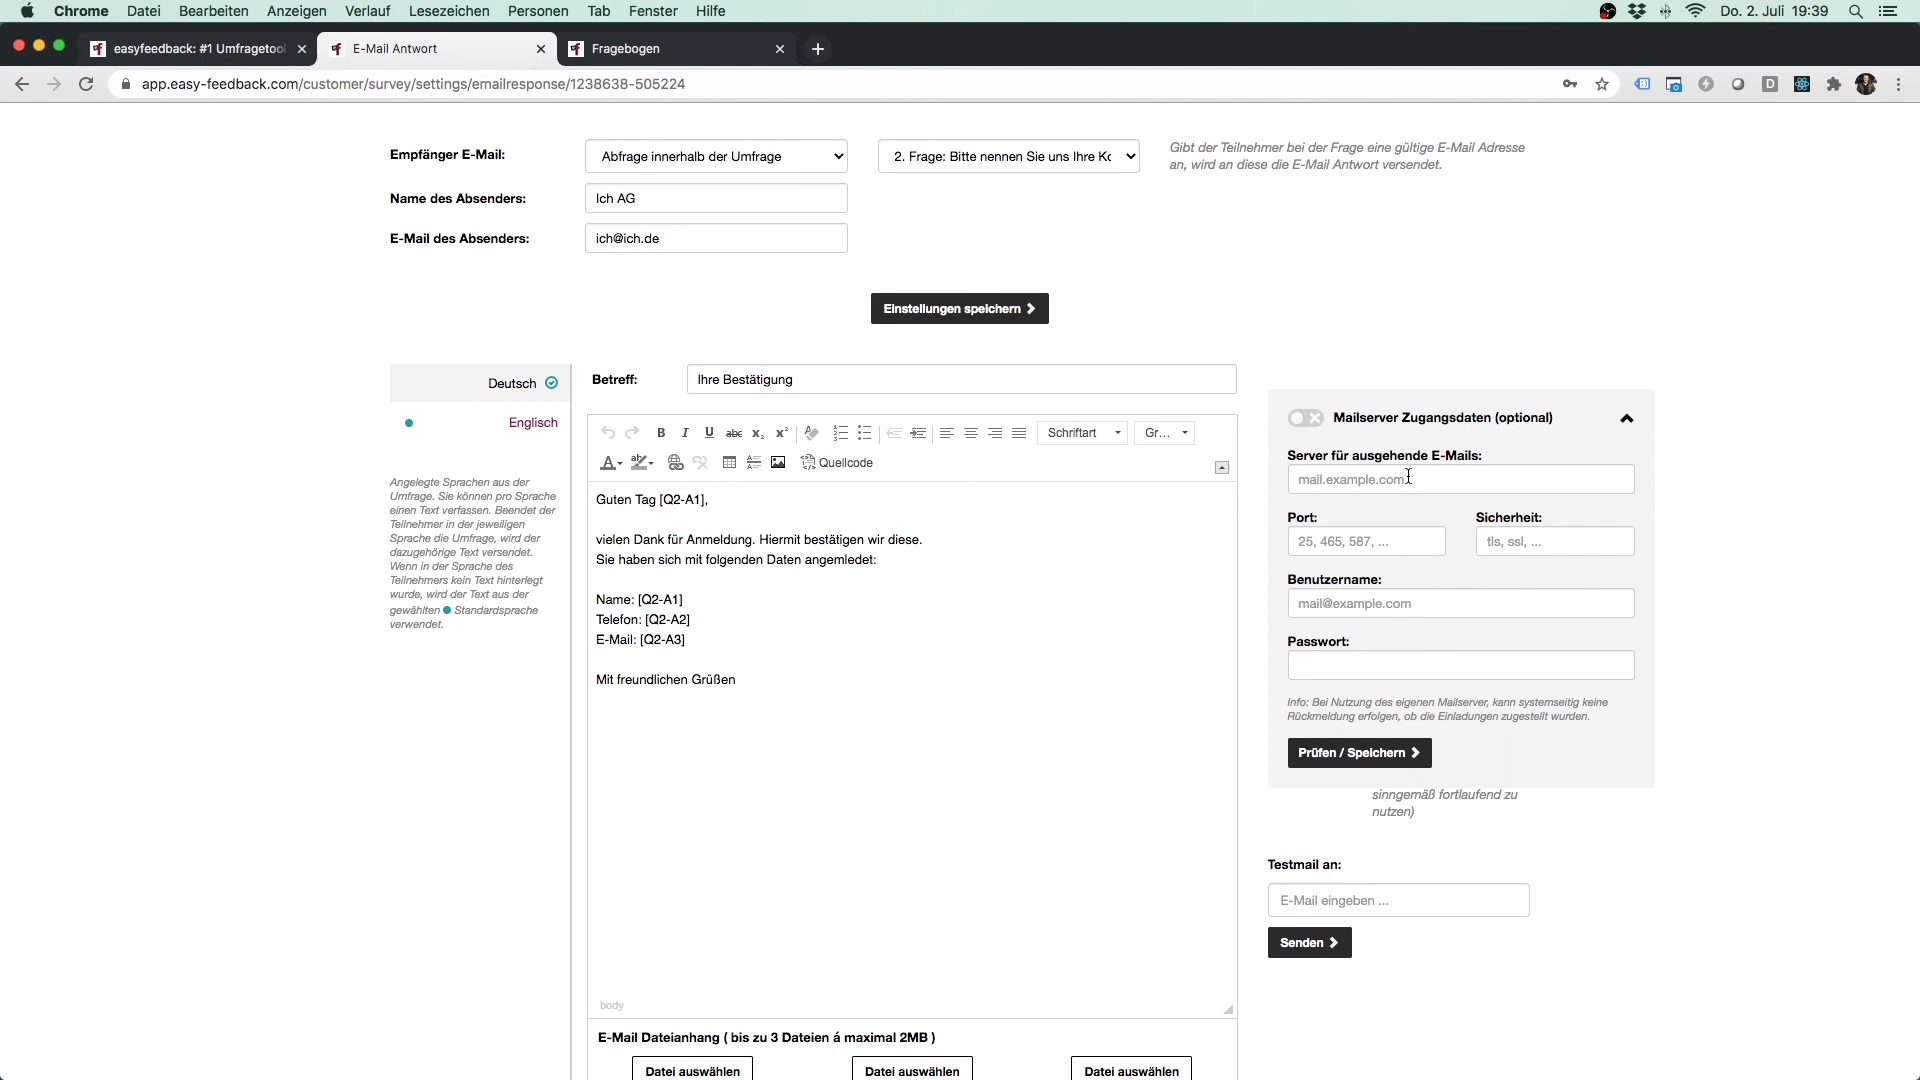 Chrome Datei Bearbeiten Anzeigen Verlauf Lesezeichen Personen Tab Fenster Hilfe Do. 2. Juli 19:39
easyfeedback: #1 Umfragetool E-Mail Antwort Fragebogen
app.easy-feedback.com/customer/survey/settings/emailresponse/1238638-505224
Empfänger E-Mail: Abfrage innerhalb der Umfrage 2. Frage: Bitte nennen Sie uns Ihre Kc
Gibt der Teilnehmer bei der Frage eine gültige E-Mail Adresse
an, wird an diese die E-Mail Antwort versendet.
Name des Absenders: Ich AG
E-Mail des Absenders: ich@ich.de
Einstellungen speichern
Deutsch
Englisch
Angelegte Sprachen aus der
Umfrage. Sie können pro Sprache
einen Text verfassen. Beendet der
Teilnehmer in der jeweiligen
Sprache die Umfrage, wird der
dazugehörige Text versendet.
Wenn in der Sprache des
Teilnehmers kein Text hinterlegt
wurde, wird der Text aus der
gewählten Standardsprache
verwendet.
Betreff: Ihre Bestätigung
B I U abc x₂ x² Schriftart Gr...
A ab Quellcode
Guten Tag [Q2-A1],
vielen Dank für Anmeldung. Hiermit bestätigen wir diese.
Sie haben sich mit folgenden Daten angemledet:
Name: [Q2-A1]
Telefon: [Q2-A2]
E-Mail: [Q2-A3]
Mit freundlichen Grüßen
body
E-Mail Dateianhang ( bis zu 3 Dateien á maximal 2MB )
Datei auswählen Datei auswählen Datei auswählen
Mailserver Zugangsdaten (optional)
Server für ausgehende E-Mails:
mail.example.com
Port: Sicherheit:
25, 465, 587, ... tls, ssl, ...
Benutzername:
mail@example.com
Passwort:
Info: Bei Nutzung des eigenen Mailserver, kann systemseitig keine
Rückmeldung erfolgen, ob die Einladungen zugestellt wurden.
Prüfen / Speichern
sinngemäß fortlaufend zu
nutzen)
Testmail an:
E-Mail eingeben ...
Senden